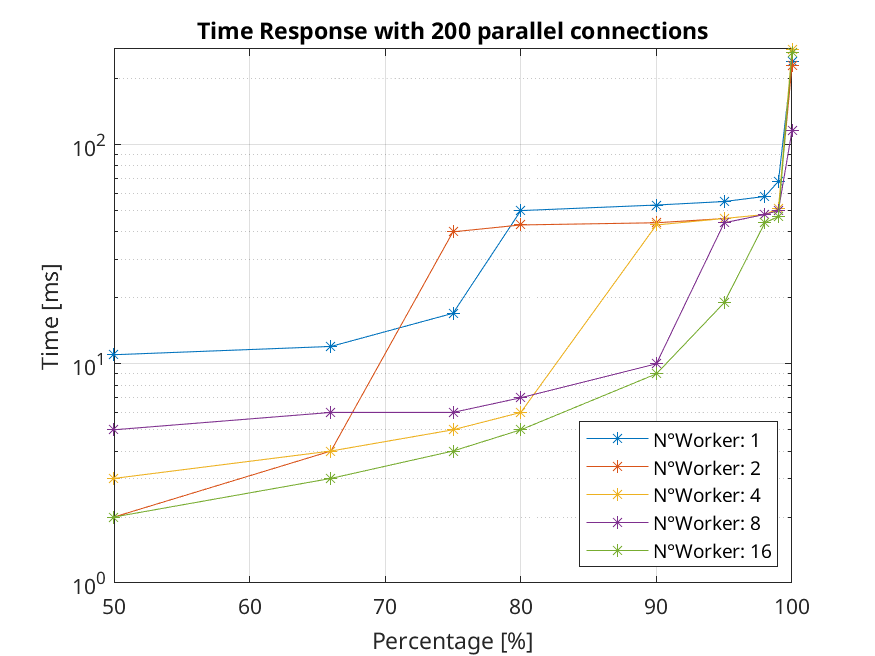 Time Response with 200 parallel connections
Time [ms]
10^2
10^1
10^0
50 60 70 80 90 100
Percentage [%]
N°Worker: 1
N°Worker: 2
N°Worker: 4
N°Worker: 8
N°Worker: 16